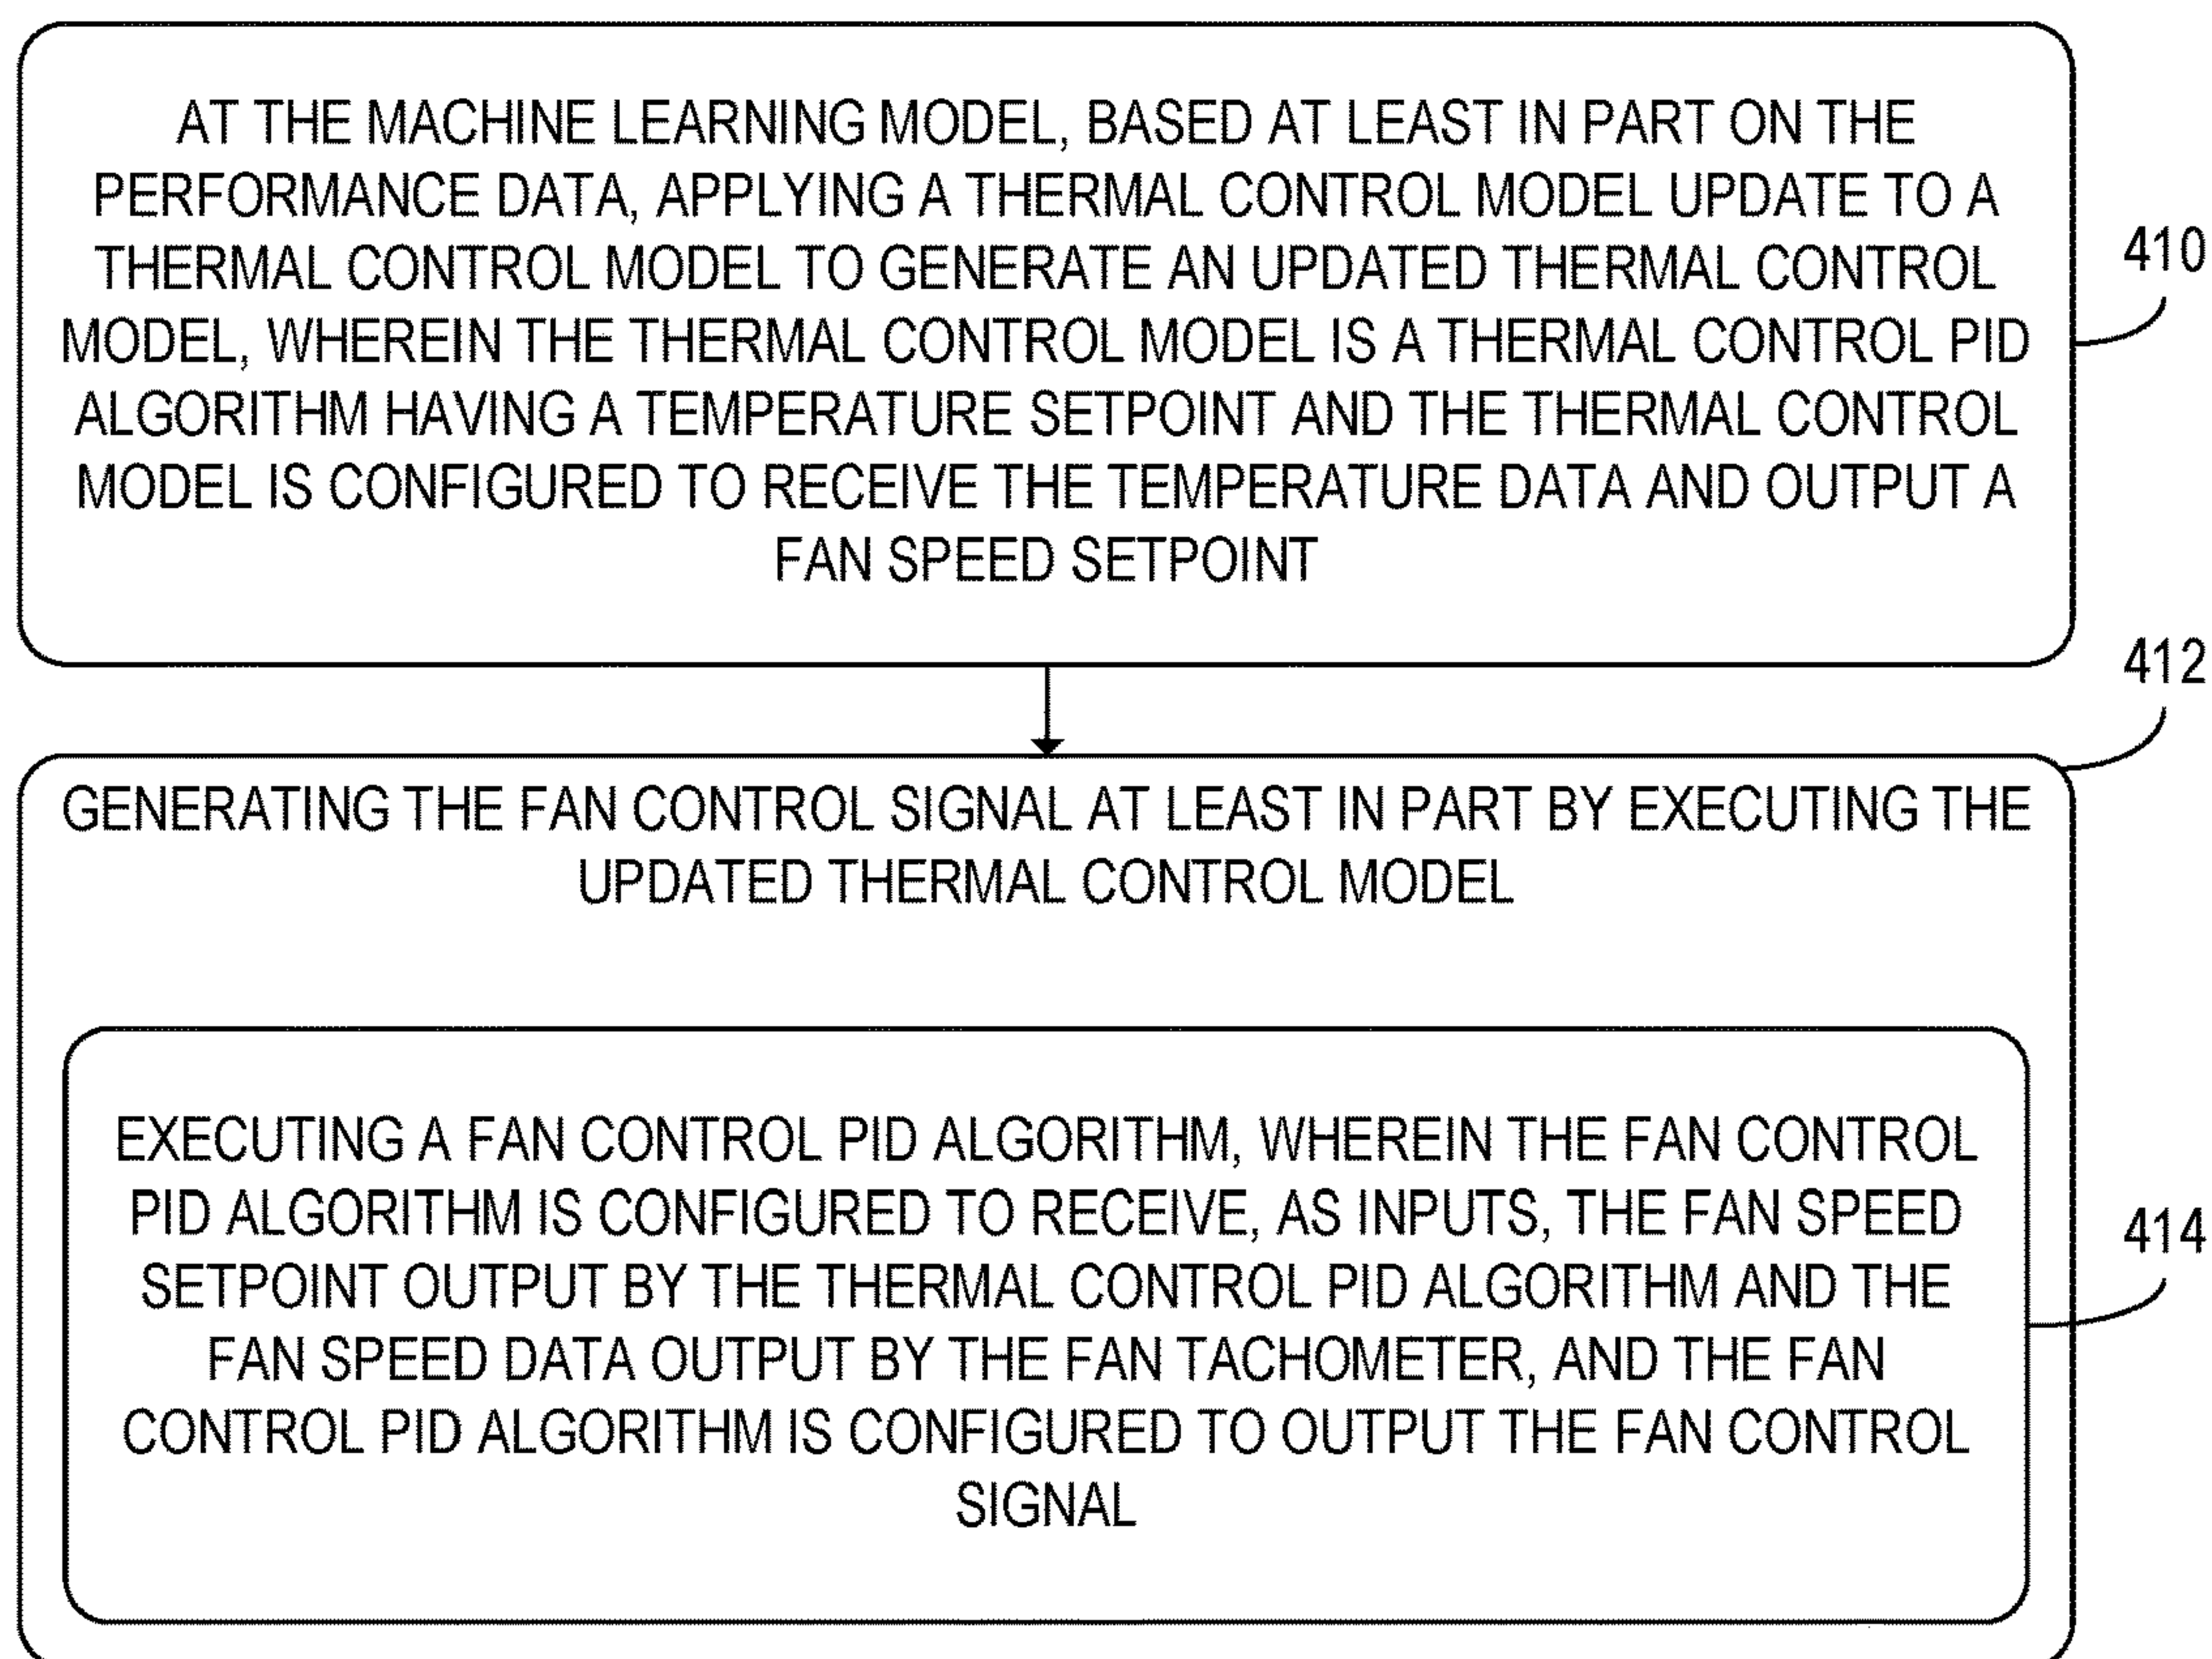 AT THE MACHINE LEARNING MODEL, BASED AT LEAST IN PART ON THE
PERFORMANCE DATA, APPLYING A THERMAL CONTROL MODEL UPDATE TO A
THERMAL CONTROL MODEL TO GENERATE AN UPDATED THERMAL CONTROL
MODEL, WHEREIN THE THERMAL CONTROL MODEL IS A THERMAL CONTROL PID
ALGORITHM HAVING A TEMPERATURE SETPOINT AND THE THERMAL CONTROL
MODEL IS CONFIGURED TO RECEIVE THE TEMPERATURE DATA AND OUTPUT A
FAN SPEED SETPOINT
410
412
GENERATING THE FAN CONTROL SIGNAL AT LEAST IN PART BY EXECUTING THE
UPDATED THERMAL CONTROL MODEL
EXECUTING A FAN CONTROL PID ALGORITHM, WHEREIN THE FAN CONTROL
PID ALGORITHM IS CONFIGURED TO RECEIVE, AS INPUTS, THE FAN SPEED
SETPOINT OUTPUT BY THE THERMAL CONTROL PID ALGORITHM AND THE
FAN SPEED DATA OUTPUT BY THE FAN TACHOMETER, AND THE FAN
CONTROL PID ALGORITHM IS CONFIGURED TO OUTPUT THE FAN CONTROL
SIGNAL
414